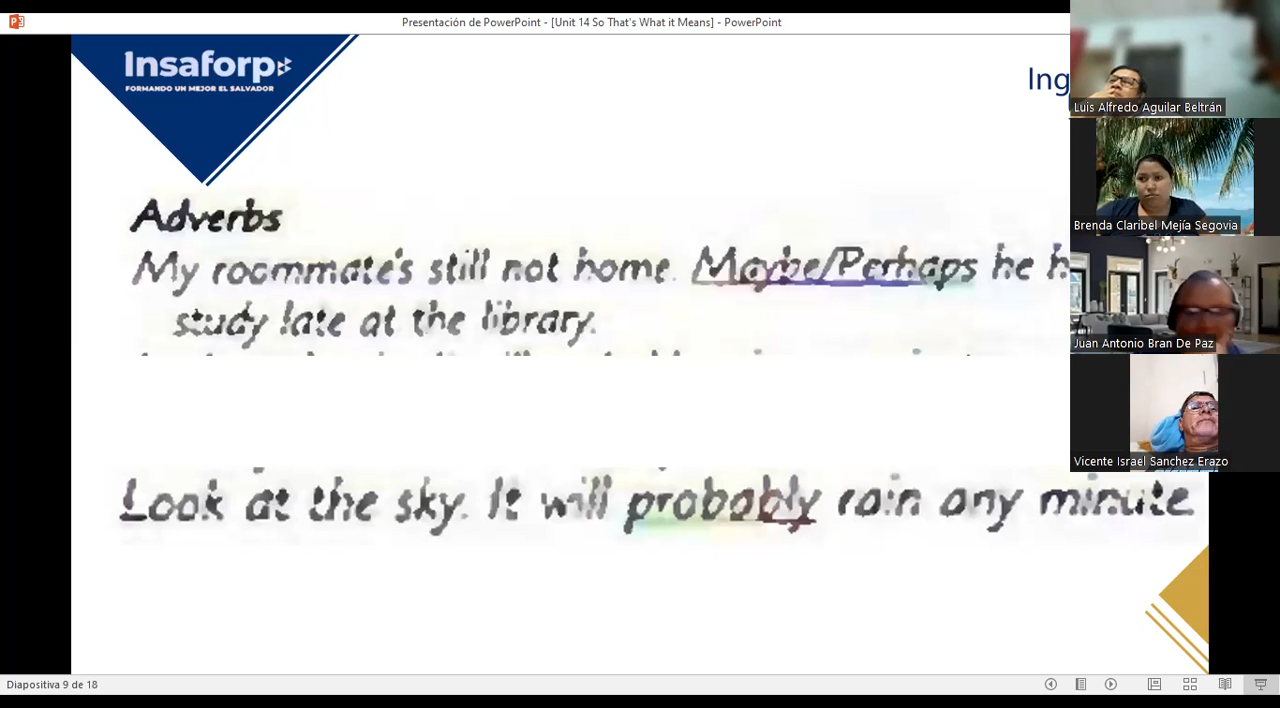 Presentación de PowerPoint - [Unit 14 So That's What it Means] - PowerPoint
Insaforp
FORMANDO UN MEJOR EL SALVADOR
Ing
Luis Alfredo Aguilar Beltrán
Brenda Claribel Mejía Segovia
Juan Antonio Bran De Paz
Vicente Israel Sanchez Erazo
Adverbs
My roommate's still not home. Maybe/Perhaps he h
study late at the library.
Look at the sky. It will probably rain any minute.
Diapositiva 9 de 18